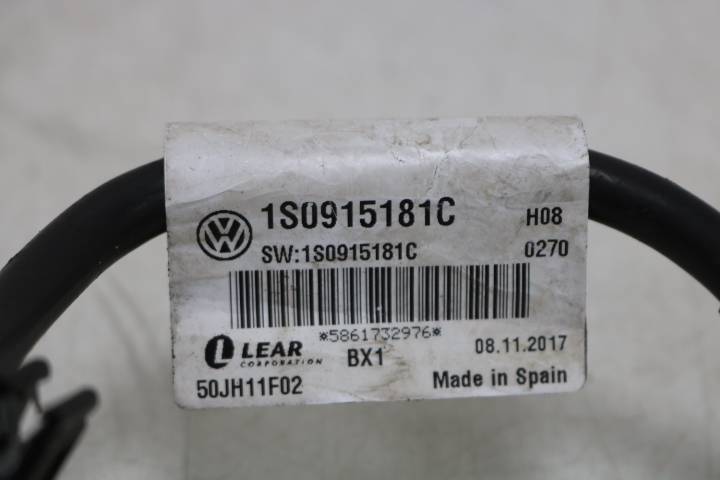 1S0915181C H08
SW:1S0915181C 0270
*5861732976*
LEAR CORPORATION BX1 08.11.2017
50JH11F02 Made in Spain